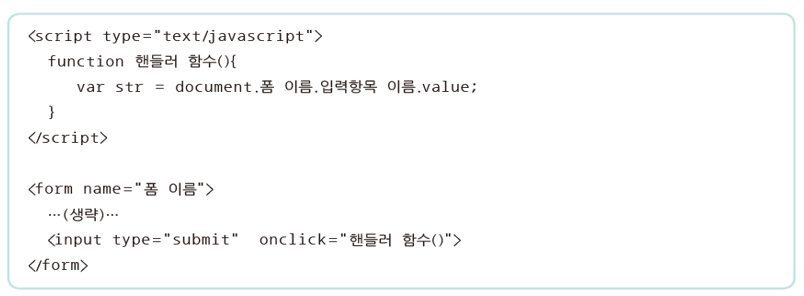 <script type="text/javascript">
function 핸들러 함수(){
var str = document.폼 이름.입력항목 이름.value;
}
</script>
<form name="폼 이름">
…(생략)…
<input type="submit" onclick="핸들러 함수()">
</form>